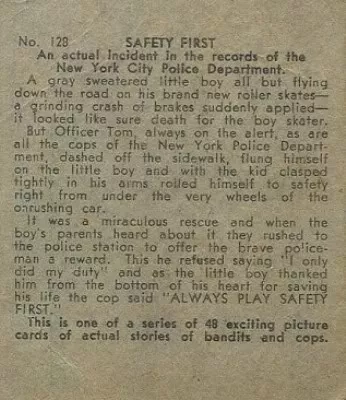 No. 128 SAFETY FIRST
An actual incident in the records of the
New York City Police Department.
A gray sweatered little boy all but flying
down the road on his brand new roller skates—
a grinding crash of brakes suddenly applied—
it looked like sure death for the boy skater.
But Officer Tom, always on the alert, as are
all the cops of the New York Police Depart-
ment, dashed off the sidewalk, flung himself
on the little boy and with the kid clasped
tightly in his arms rolled himself to safety
right from under the very wheels of the
onrushing car.
It was a miraculous rescue and when the
boy's parents heard about if they rushed to
the police station to offer the brave police-
man a reward. This he refused saying "I only
did my duty" and as the little boy thanked
him from the bottom of his heart for saving
his life the cop said "ALWAYS PLAY SAFETY
FIRST."
This is one of a series of 48 exciting picture
cards of actual stories of bandits and cops.